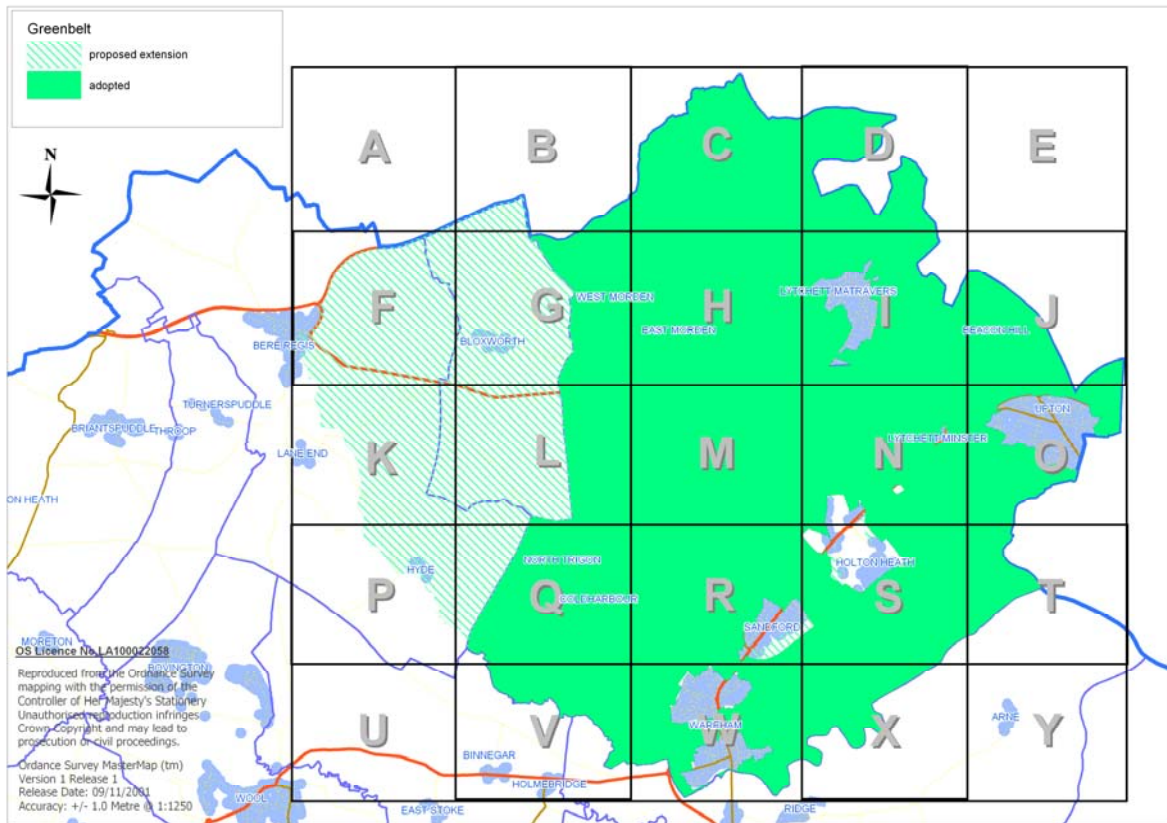 Greenbelt
proposed extension
adopted
N
A
B
C
D
E
F
G
H
I
J
WEST MORDEN
LYTCHETT MATRAVERS
EAST MORDEN
BEACON HILL
BERE REGIS
BLOXWORTH
K
L
M
N
O
TURNERSPUDDLE
BRIANTSPUDDLE
THROOP
LANE END
UPTON
LYTCHETT MINSTER
ON HEATH
P
Q
R
S
T
NORTH TRIGON
HYDE
HOLTON HEATH
COLEHARBOUR
SANDFORD
MORETON
BOVINGTON
U
V
W
X
Y
WAREHAM
ARNE
BINNEGAR
HOLMEBRIDGE
WOOL
EAST STOKE
RIDGE
OS Licence No LA100022058
Reproduced from the Ordnance Survey
mapping with the permission of the
Controller of Her Majesty's Stationery
Unauthorised reproduction infringes
Crown Copyright and may lead to
prosecution or civil proceedings.
Ordance Survey MasterMap (tm)
Version 1 Release 1
Release Date: 09/11/2001
Accuracy: +/- 1.0 Metre @ 1:1250